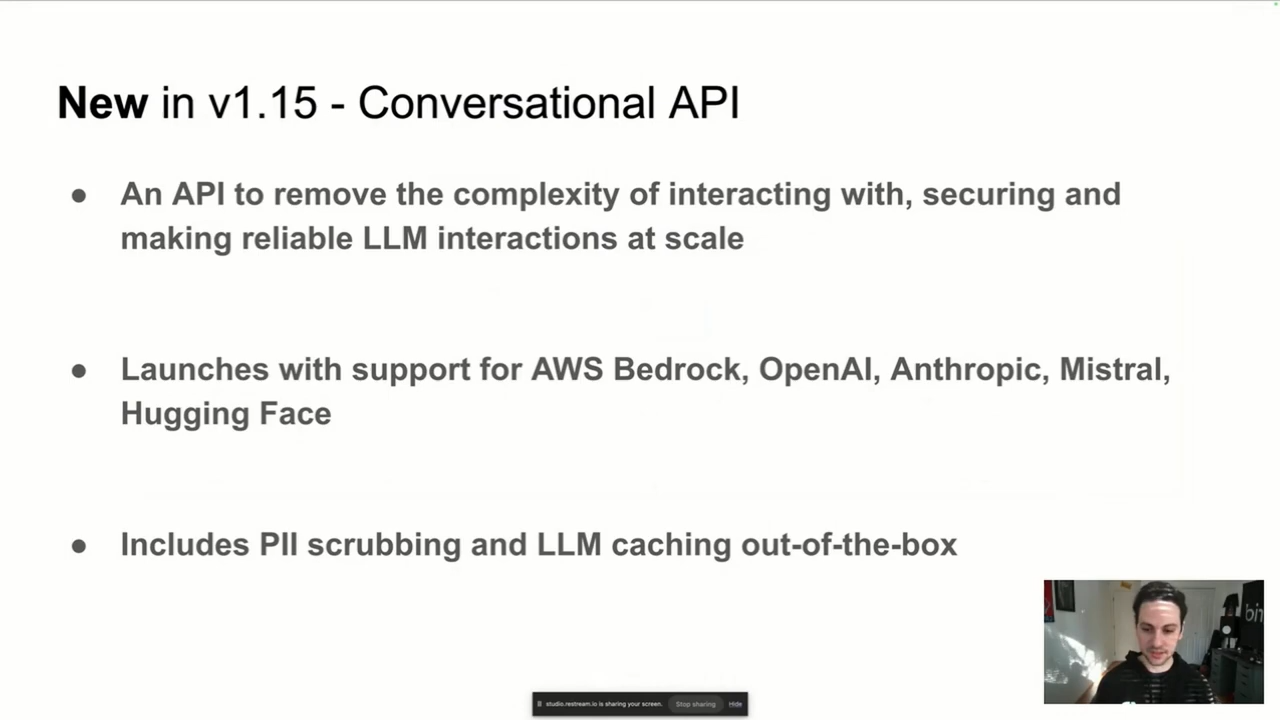 New in v1.15 - Conversational API
● An API to remove the complexity of interacting with, securing and
making reliable LLM interactions at scale
● Launches with support for AWS Bedrock, OpenAI, Anthropic, Mistral,
Hugging Face
● Includes PII scrubbing and LLM caching out-of-the-box
studio.restream.io is sharing your screen. Stop sharing Hide